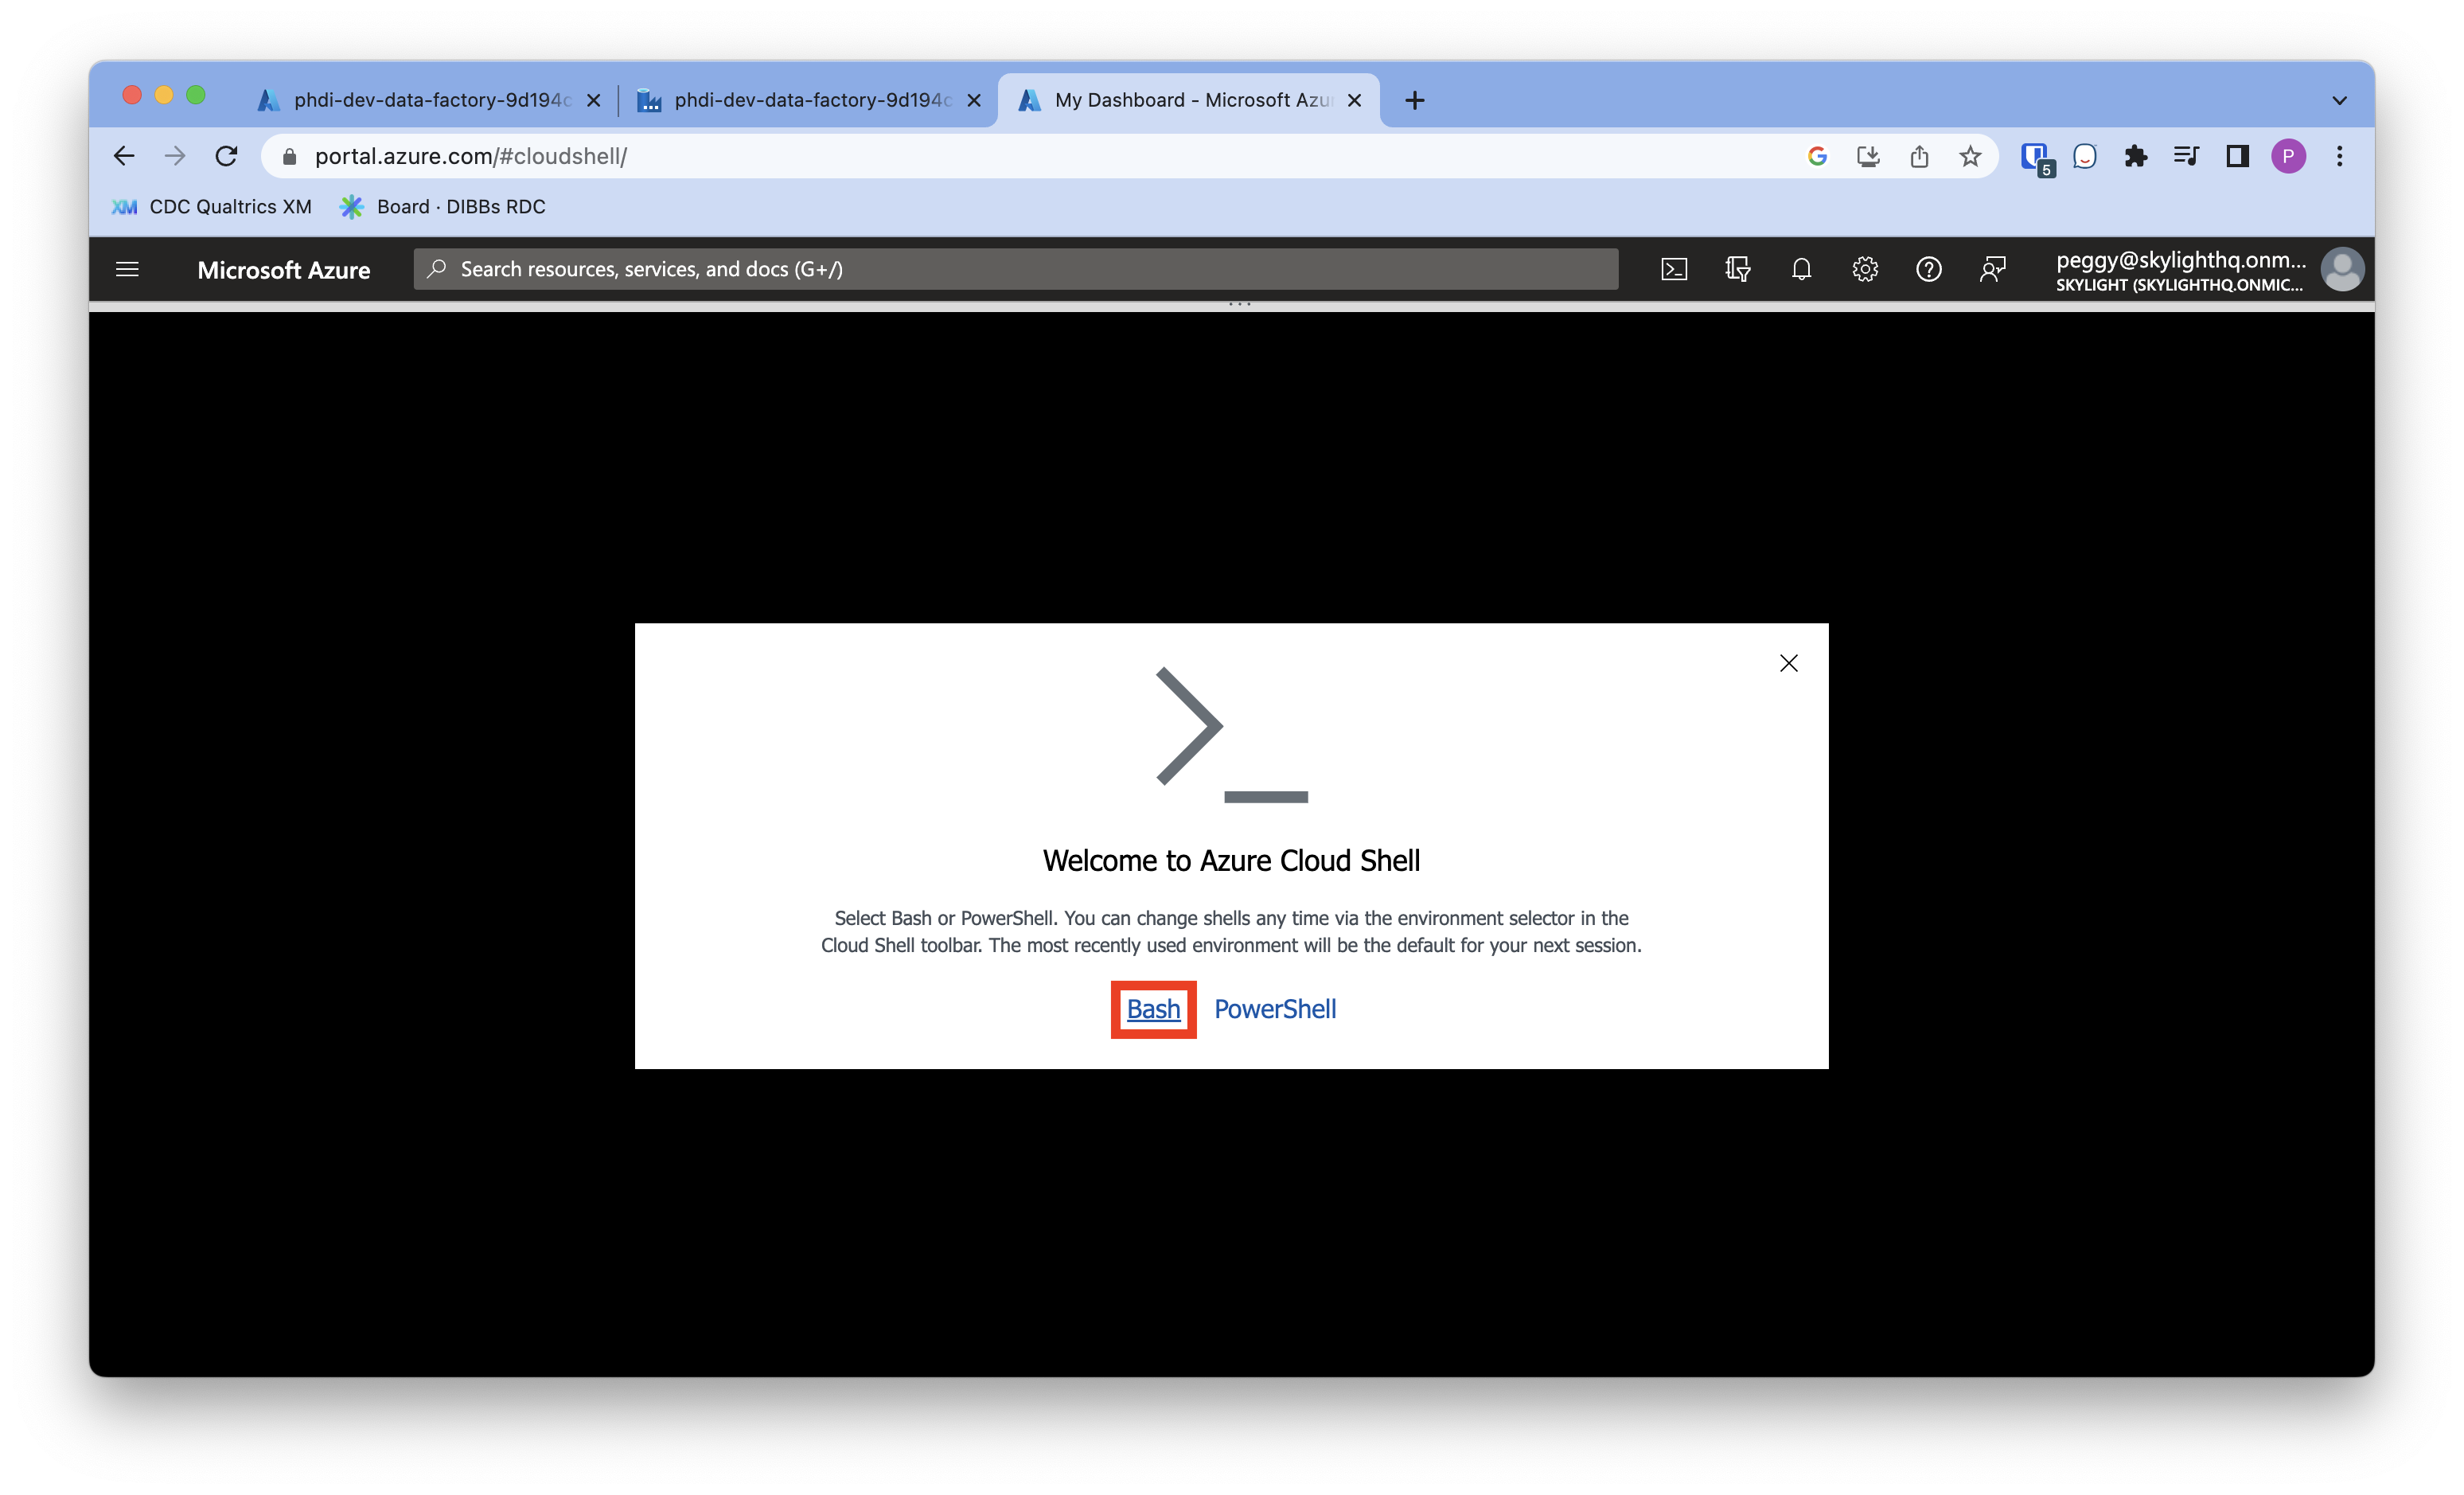 phdi-dev-data-factory-9d194c
phdi-dev-data-factory-9d194c
My Dashboard - Microsoft Azu
portal.azure.com/#cloudshell/
5
P
CDC Qualtrics XM
Board · DIBBs RDC
Microsoft Azure
Search resources, services, and docs (G+/)
peggy@skylighthq.onm...
SKYLIGHT (SKYLIGHTHQ.ONMIC...
Welcome to Azure Cloud Shell
Select Bash or PowerShell. You can change shells any time via the environment selector in the
Cloud Shell toolbar. The most recently used environment will be the default for your next session.
Bash PowerShell